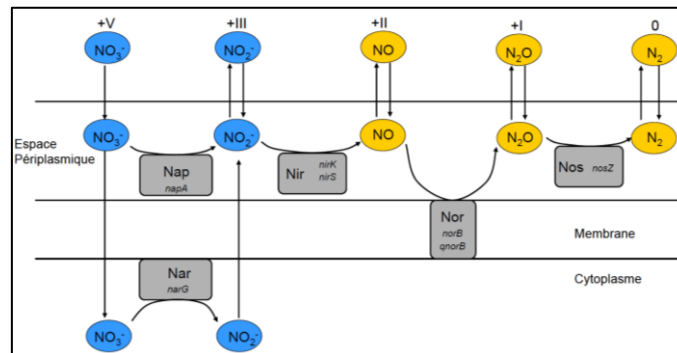 +V +III +II +I 0
NO₃⁻ NO₂⁻ NO N₂O N₂
Espace
Périplasmique
NO₃⁻ NO₂⁻ NO N₂O N₂
Nap
napA
Nir nirK
nirS
Nos nosZ
Nor
norB
qnorB
Membrane
Nar
narG
Cytoplasme
NO₃⁻ NO₂⁻